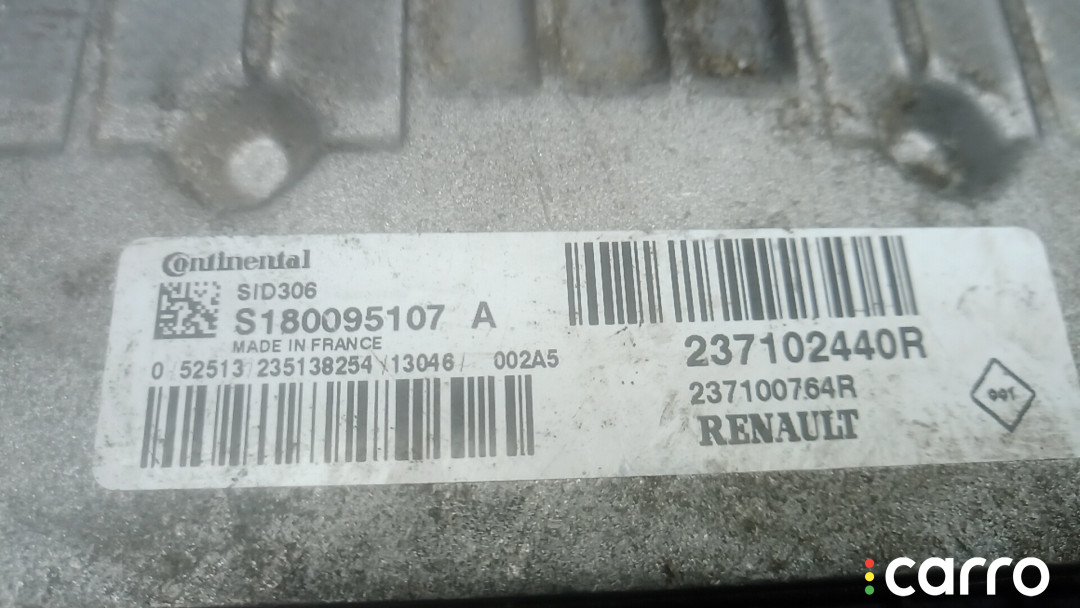 Continental
SID306
S180095107 A
MADE IN FRANCE
0 52513 235138254 13046/ 002A5
237102440R
237100764R
RENAULT
carro